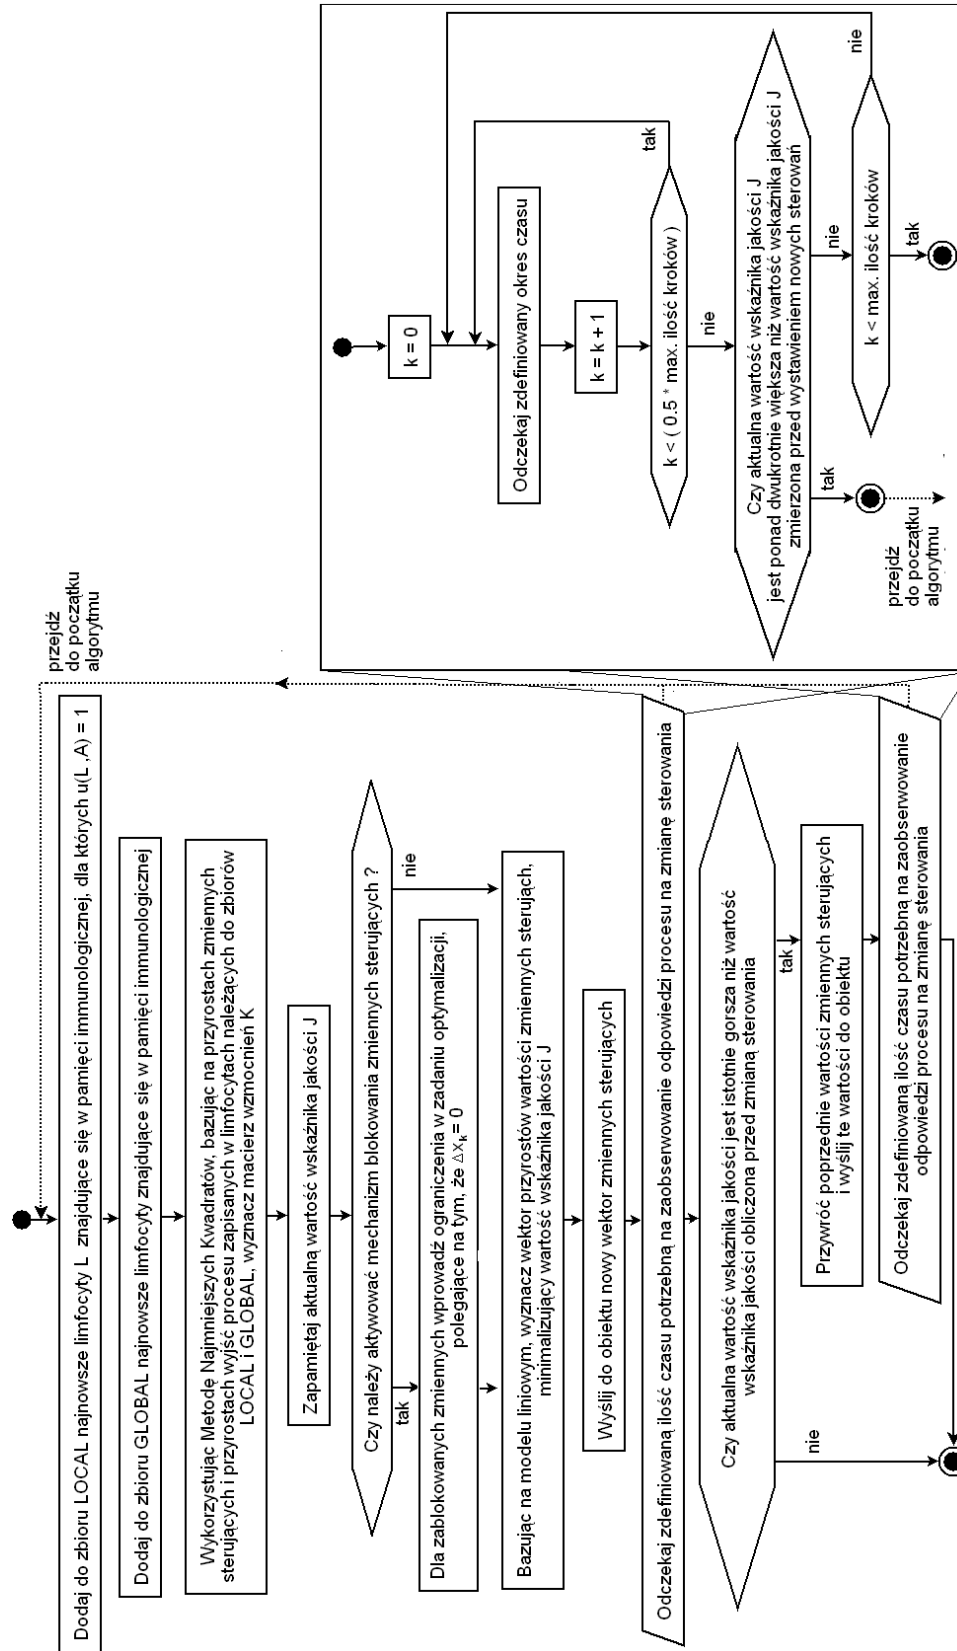 przejdź
do początku
algorytmu
Dodaj do zbioru LOCAL najnowsze limfocyty L znajdujące się w pamięci immunologicznej, dla których u(L ,A) = 1
Dodaj do zbioru GLOBAL najnowsze limfocyty znajdujące się w pamięci immunologicznej
Wykorzystując Metodę Najmniejszych Kwadratów, bazując na przyrostach zmiennych
sterujących i przyrostach wyjść procesu zapisanych w limfocytach należących do zbiorów
LOCAL i GLOBAL, wyznacz macierz wzmocnień K
Zapamiętaj aktualną wartość wskaźnika jakości J
Czy należy aktywować mechanizm blokowania zmiennych sterujących ?
tak
nie
Dla zablokowanych zmiennych wprowadź ograniczenia w zadaniu optymalizacji,
polegające na tym, że Δxₖ = 0
Bazując na modelu liniowym, wyznacz wektor przyrostów wartości zmiennych sterujach,
minimalizujący wartość wskaźnika jakości J
Wyślij do obiektu nowy wektor zmiennych sterujących
Odczekaj zdefiniowaną ilość czasu potrzebną na zaobserwowanie odpowiedzi procesu na zmianę sterowania
Czy aktualna wartość wskaźnika jakości jest istotnie gorsza niż wartość
wskaźnika jakości obliczona przed zmianą sterowania
nie
tak
Przywróć poprzednie wartości zmiennych sterujących
i wyślij te wartości do obiektu
Odczekaj zdefiniowaną ilość czasu potrzebną na zaobserwowanie
odpowiedzi procesu na zmianę sterowania
k = 0
Odczekaj zdefiniowany okres czasu
k = k + 1
k < ( 0.5 * max. ilość kroków )
tak
nie
Czy aktualna wartość wskaźnika jakości J
jest ponad dwukrotnie większa niż wartość wskaźnika jakości J
zmierzona przed wystawieniem nowych sterowań
tak
nie
przejdź
do początku
algorytmu
k < max. ilość kroków
nie
tak